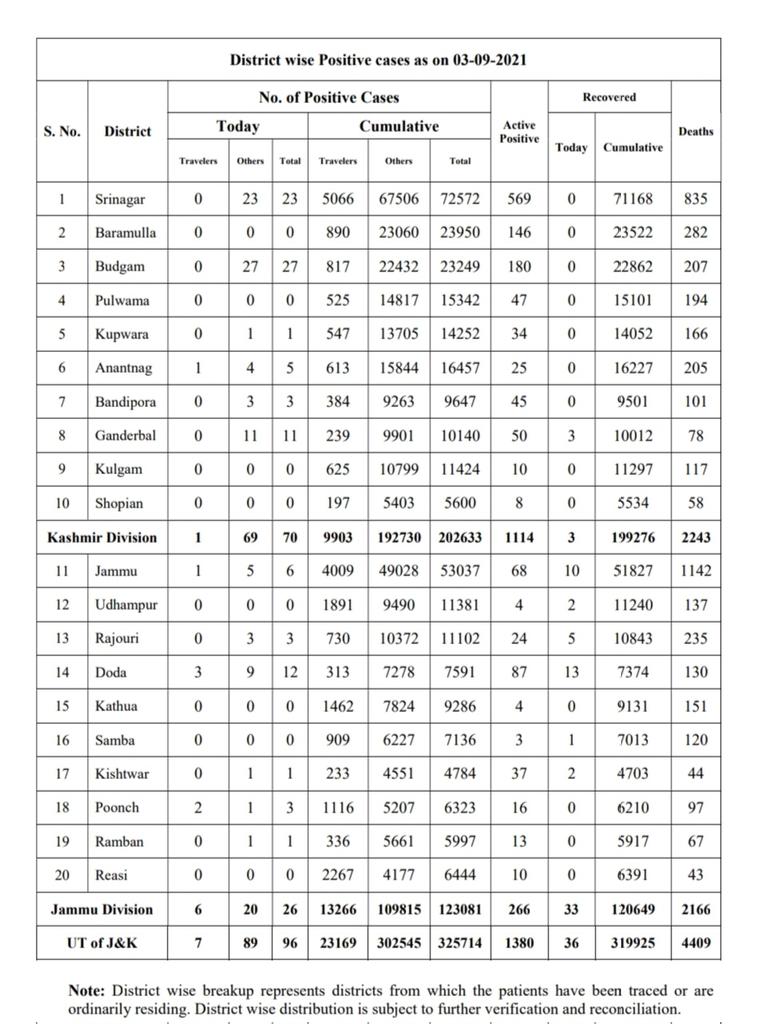 District wise Positive cases as on 03-09-2021
S. No. District No. of Positive Cases Active Positive Recovered Deaths
Today Cumulative Today Cumulative
Travelers Others Total Travelers Others Total
1 Srinagar 0 23 23 5066 67506 72572 569 0 71168 835
2 Baramulla 0 0 0 890 23060 23950 146 0 23522 282
3 Budgam 0 27 27 817 22432 23249 180 0 22862 207
4 Pulwama 0 0 0 525 14817 15342 47 0 15101 194
5 Kupwara 0 1 1 547 13705 14252 34 0 14052 166
6 Anantnag 1 4 5 613 15844 16457 25 0 16227 205
7 Bandipora 0 3 3 384 9263 9647 45 0 9501 101
8 Ganderbal 0 11 11 239 9901 10140 50 3 10012 78
9 Kulgam 0 0 0 625 10799 11424 10 0 11297 117
10 Shopian 0 0 0 197 5403 5600 8 0 5534 58
Kashmir Division 1 69 70 9903 192730 202633 1114 3 199276 2243
11 Jammu 1 5 6 4009 49028 53037 68 10 51827 1142
12 Udhampur 0 0 0 1891 9490 11381 4 2 11240 137
13 Rajouri 0 3 3 730 10372 11102 24 5 10843 235
14 Doda 3 9 12 313 7278 7591 87 13 7374 130
15 Kathua 0 0 0 1462 7824 9286 4 0 9131 151
16 Samba 0 0 0 909 6227 7136 3 1 7013 120
17 Kishtwar 0 1 1 233 4551 4784 37 2 4703 44
18 Poonch 2 1 3 1116 5207 6323 16 0 6210 97
19 Ramban 0 1 1 336 5661 5997 13 0 5917 67
20 Reasi 0 0 0 2267 4177 6444 10 0 6391 43
Jammu Division 6 20 26 13266 109815 123081 266 33 120649 2166
UT of J&K 7 89 96 23169 302545 325714 1380 36 319925 4409
Note: District wise breakup represents districts from which the patients have been traced or are
ordinarily residing. District wise distribution is subject to further verification and reconciliation.